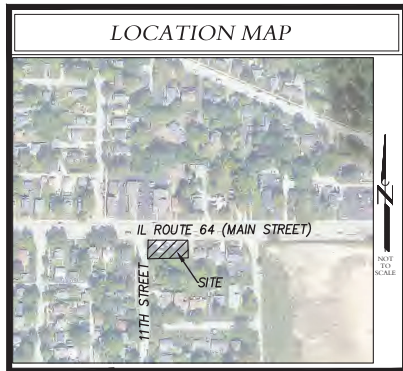 LOCATION MAP
IL ROUTE 64 (MAIN STREET)
11TH STREET
SITE
N
NOT
TO
SCALE